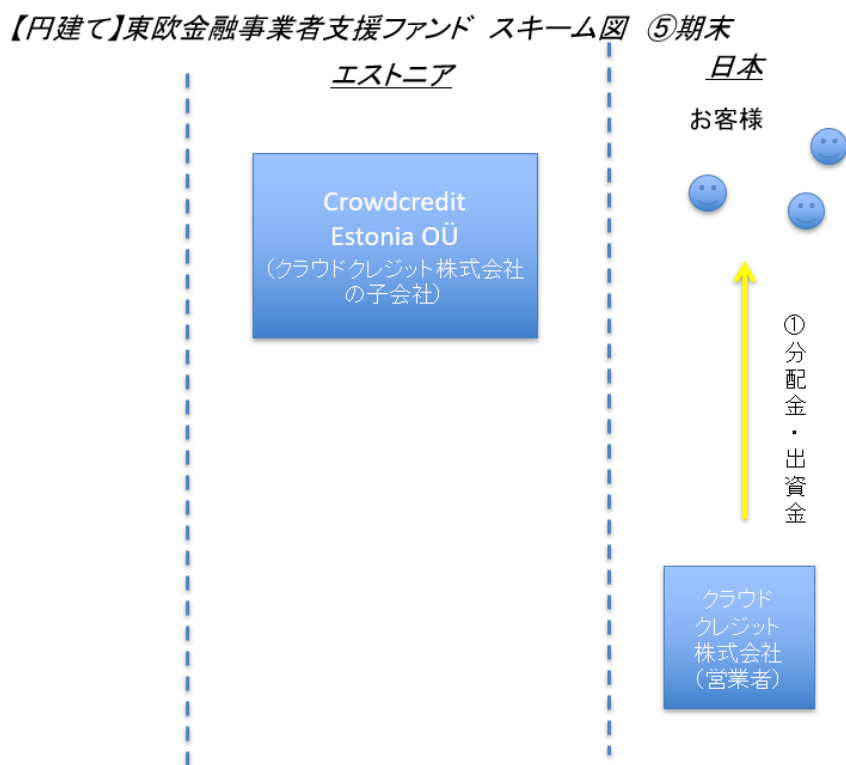 【円建て】東欧金融事業者支援ファンド スキーム図 ⑤期末
エストニア
日本
お客様
Crowdcredit
Estonia OÜ
（クラウドクレジット株式会社
の子会社）
①分配金・出資金
クラウド
クレジット
株式会社
（営業者）